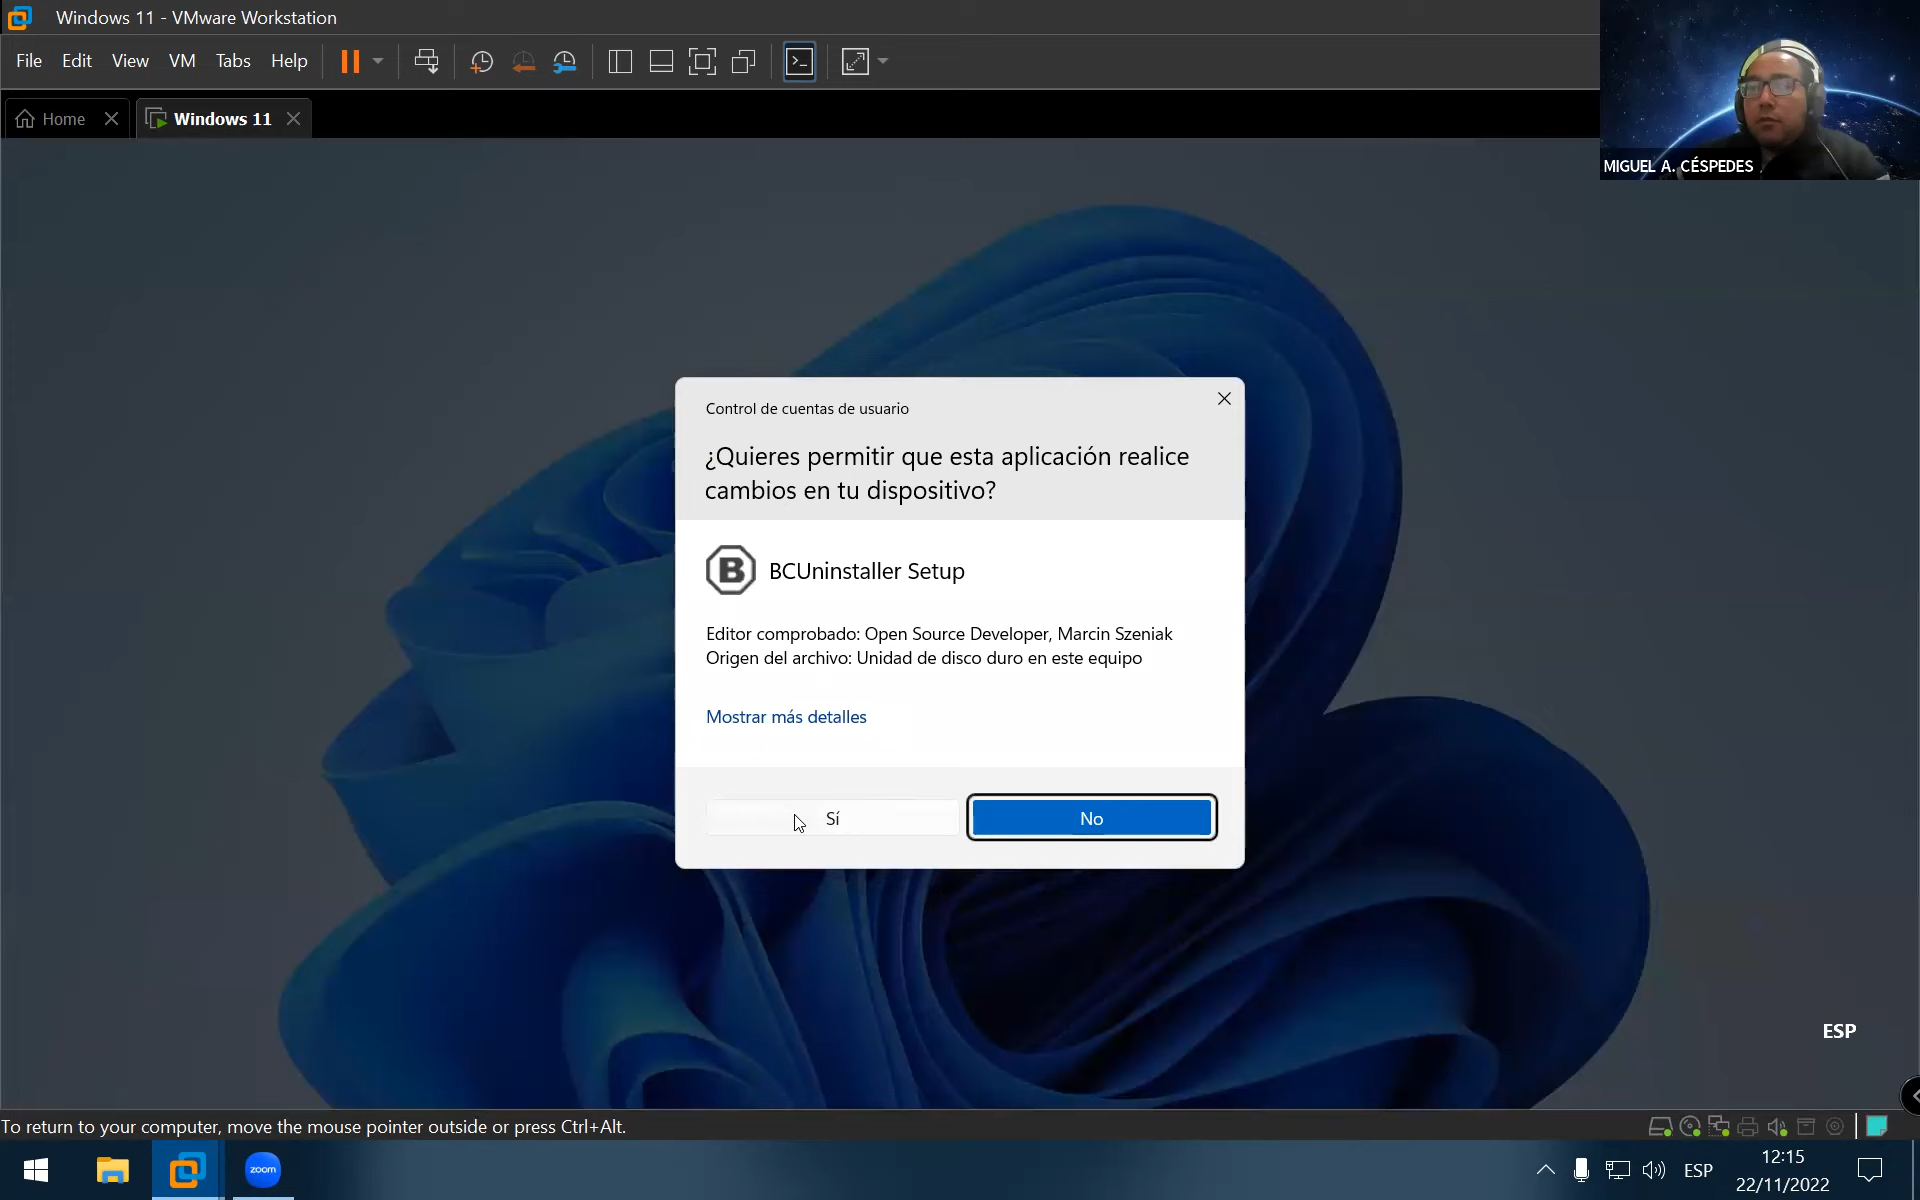 Windows 11 - VMware Workstation
File Edit View VM Tabs Help
Home
Windows 11
MIGUEL A. CÉSPEDES
Control de cuentas de usuario
¿Quieres permitir que esta aplicación realice
cambios en tu dispositivo?
B
BCUninstaller Setup
Editor comprobado: Open Source Developer, Marcin Szeniak
Origen del archivo: Unidad de disco duro en este equipo
Mostrar más detalles
Sí
No
ESP
To return to your computer, move the mouse pointer outside or press Ctrl+Alt.
zoom
ESP
12:15
22/11/2022